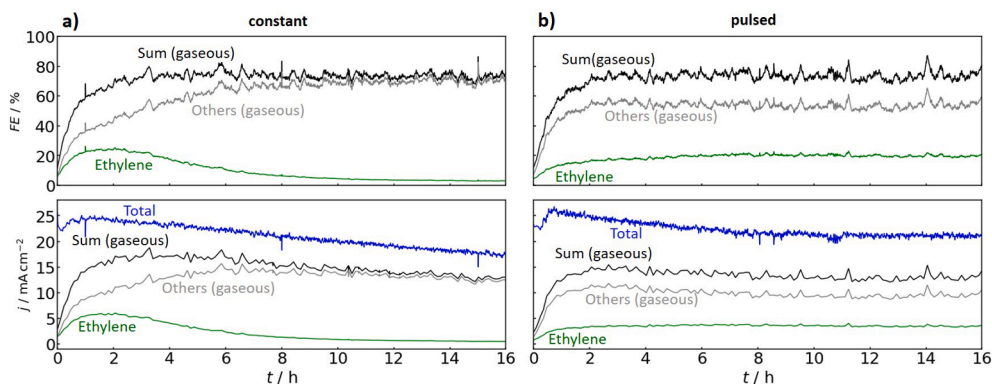 a) constant
b) pulsed
FE / %
100
80
60
40
20
0
Sum (gaseous)
Others (gaseous)
Ethylene
Sum(gaseous)
Others (gaseous)
Ethylene
j / mA cm⁻²
25
20
15
10
5
0
Total
Sum (gaseous)
Others (gaseous)
Ethylene
Total
Sum (gaseous)
Others (gaseous)
Ethylene
0 2 4 6 8 10 12 14 16
0 2 4 6 8 10 12 14 16
t / h
t / h